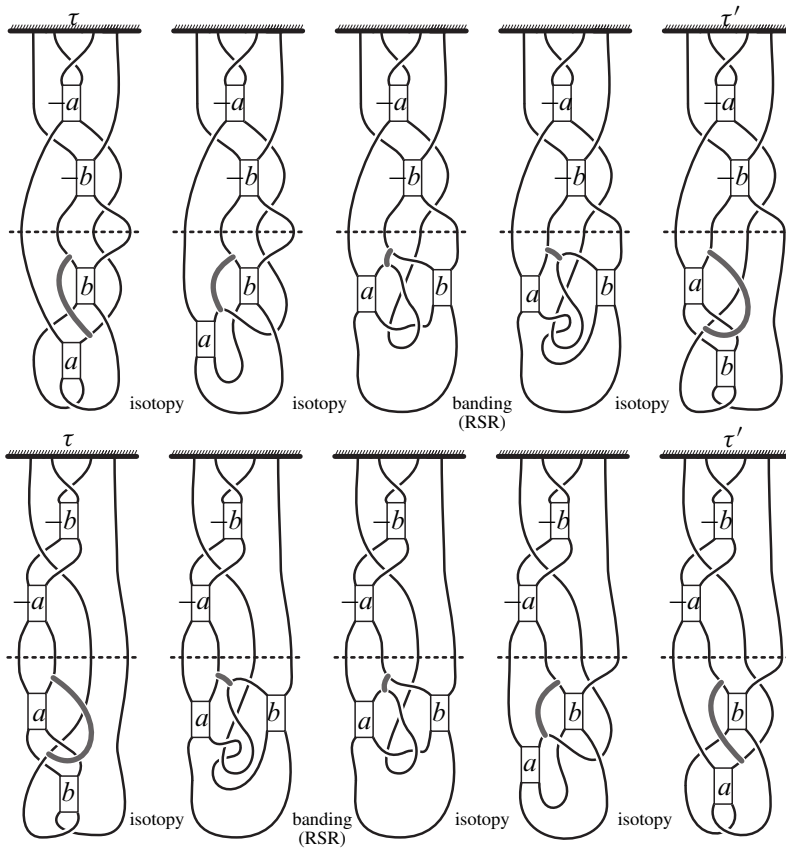 τ τ′
−a −a −a −a −a
−b −b −b −b −b
b b a b a b a
a a b
isotopy isotopy banding isotopy
(RSR)
τ τ′
−b −b −b −b −b
−a −a −a −a −a
a a b a b b b
b a a
isotopy banding isotopy isotopy
(RSR)